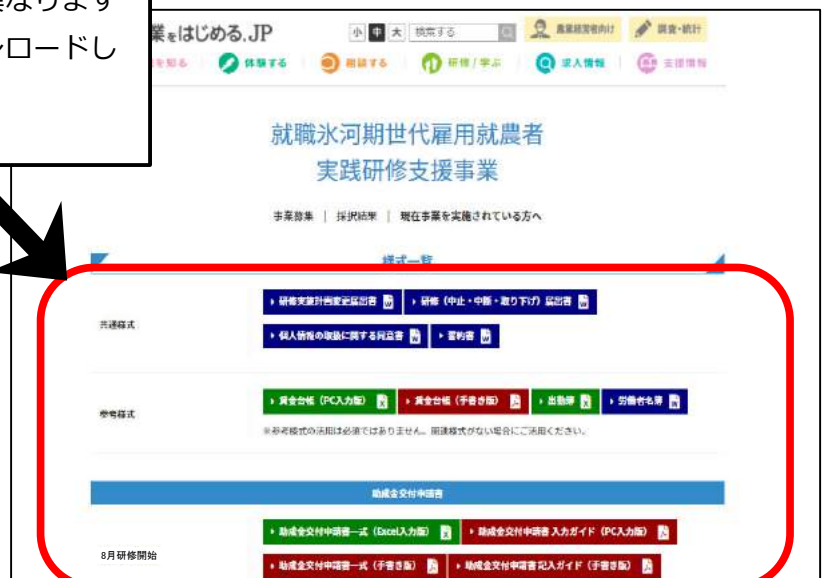 異なります
ンロードし
業をはじめる.JP
小 中 大 検索する 農業経営者向け 調査・統計
を知る 体験する 相談する 研修/学ぶ 求人情報 支援情報
就職氷河期世代雇用就農者
実践研修支援事業
事業募集 | 採択結果 | 現在事業を実施されている方へ
様式一覧
共通様式
研修実施計画変更届出書 研修（中止・中断・取り下げ）届出書
個人情報の取扱に関する同意書 誓約書
参考様式
賃金台帳（PC入力版） 賃金台帳（手書き版） 出勤簿 労働者名簿
※参考様式の活用は必須ではありません。関連様式がない場合にご活用ください。
助成金交付申請書
8月研修開始
助成金交付申請書一式（Excel入力版） 助成金交付申請書 入力ガイド（PC入力版）
助成金交付申請書一式（手書き版） 助成金交付申請書 記入ガイド（手書き版）